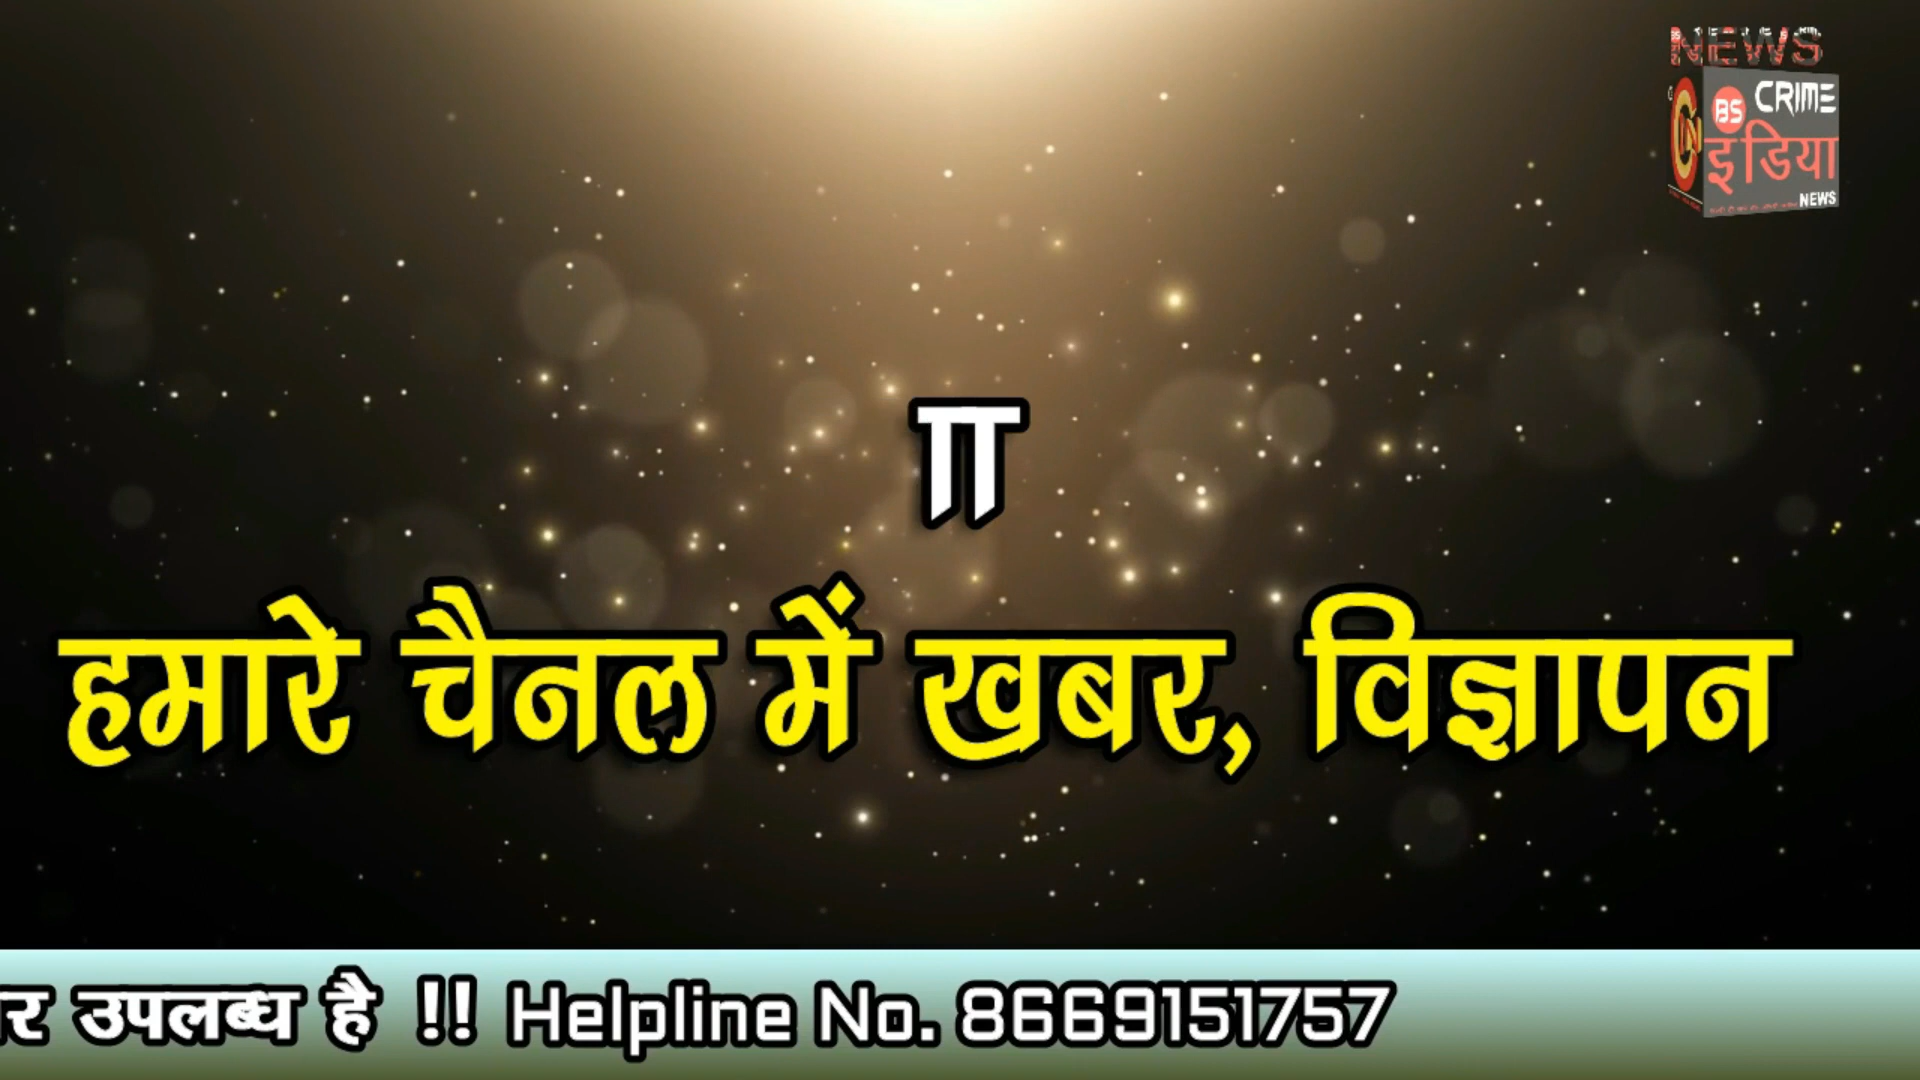 NEWS
BS CRIME
इंडिया
NEWS
हमारे चैनल में खबर, विज्ञापन
उपलब्ध है !! Helpline No. 8669151757